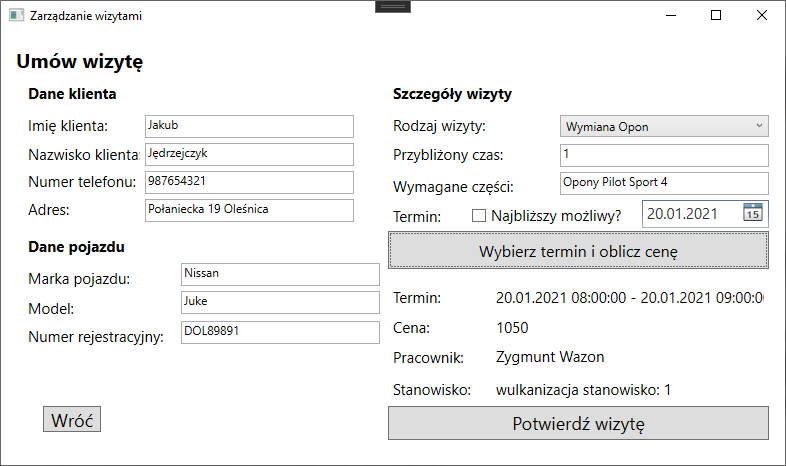 Zarządzanie wizytami
Umów wizytę
Dane klienta
Imię klienta: Jakub
Nazwisko klienta: Jędrzejczyk
Numer telefonu: 987654321
Adres: Połaniecka 19 Oleśnica
Dane pojazdu
Marka pojazdu: Nissan
Model: Juke
Numer rejestracyjny: DOL89891
Wróć
Szczegóły wizyty
Rodzaj wizyty: Wymiana Opon
Przybliżony czas: 1
Wymagane części: Opony Pilot Sport 4
Termin: Najbliższy możliwy? 20.01.2021 15
Wybierz termin i oblicz cenę
Termin: 20.01.2021 08:00:00 - 20.01.2021 09:00:00
Cena: 1050
Pracownik: Zygmunt Wazon
Stanowisko: wulkanizacja stanowisko: 1
Potwierdź wizytę